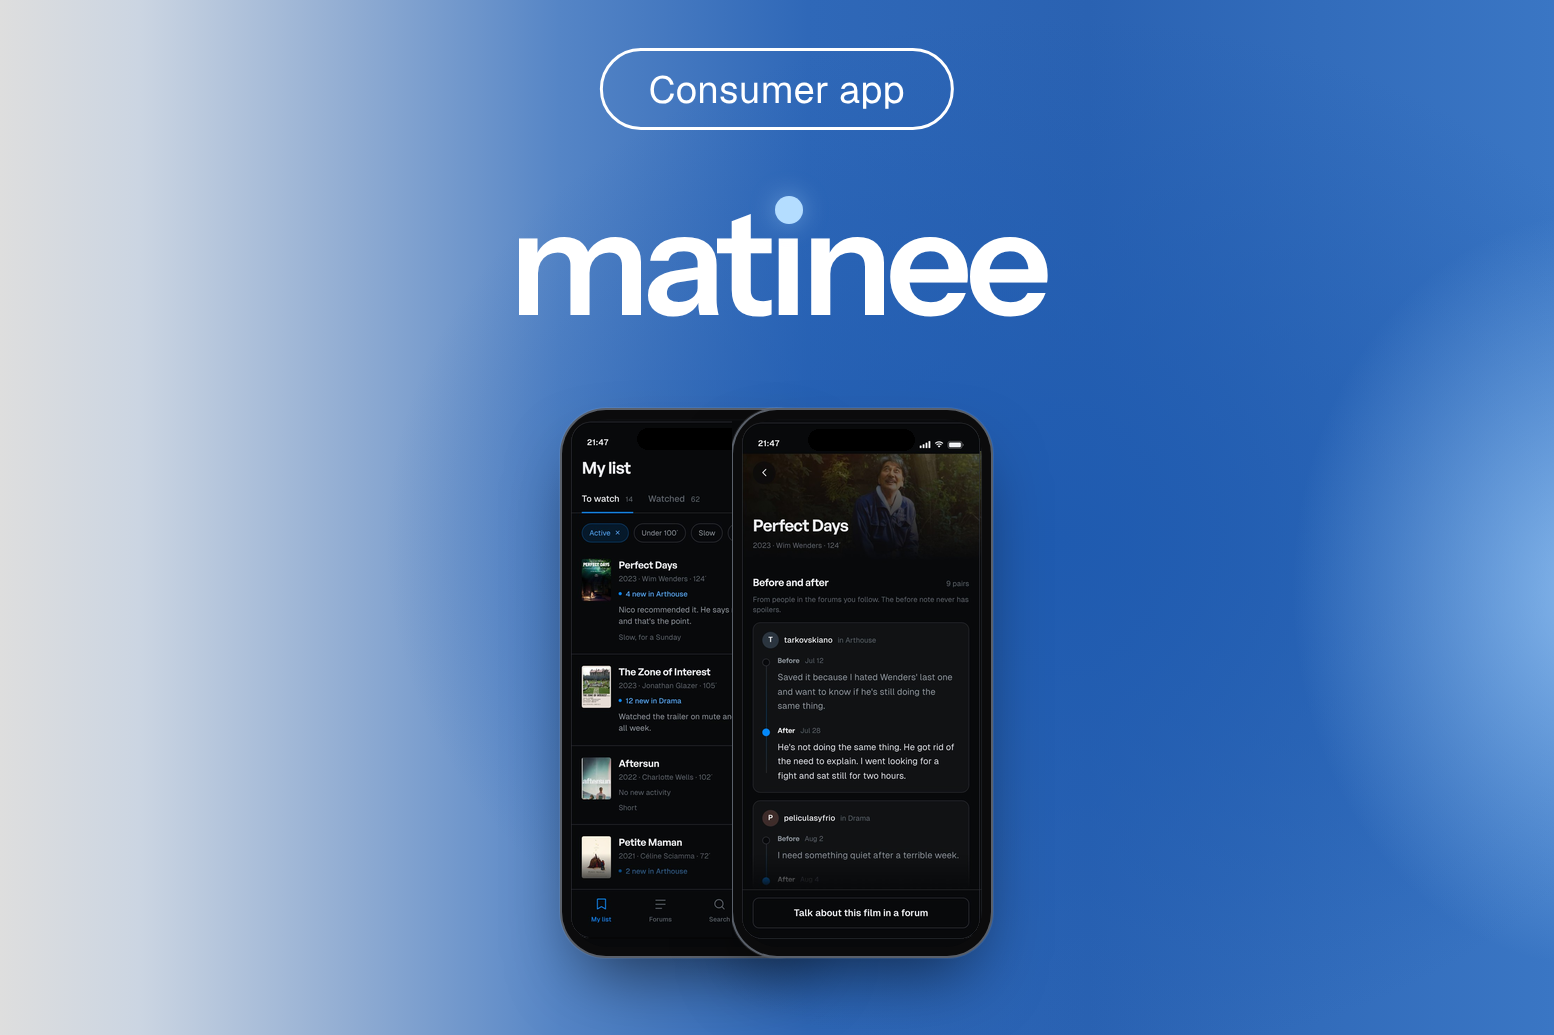 Consumer app
matinee
21:47
My list
To watch 14 Watched 62
Active × Under 100' Slow
PERFECT DAYS
Perfect Days
2023 · Wim Wenders · 124'
4 new in Arthouse
Nico recommended it. He says
and that's the point.
Slow, for a Sunday
The Zone of Interest
2023 · Jonathan Glazer · 105'
12 new in Drama
Watched the trailer on mute an
all week.
aftersun
Aftersun
2022 · Charlotte Wells · 102'
No new activity
Short
Petite Maman
2021 · Céline Sciamma · 72'
2 new in Arthouse
My list Forums Search
21:47
Perfect Days
2023 · Wim Wenders · 124'
Before and after 9 pairs
From people in the forums you follow. The before note never has
spoilers.
T tarkovskiano in Arthouse
Before Jul 12
Saved it because I hated Wenders' last one
and want to know if he's still doing the
same thing.
After Jul 28
He's not doing the same thing. He got rid of
the need to explain. I went looking for a
fight and sat still for two hours.
P peliculasyfrio in Drama
Before Aug 2
I need something quiet after a terrible week.
After Aug 6
Talk about this film in a forum